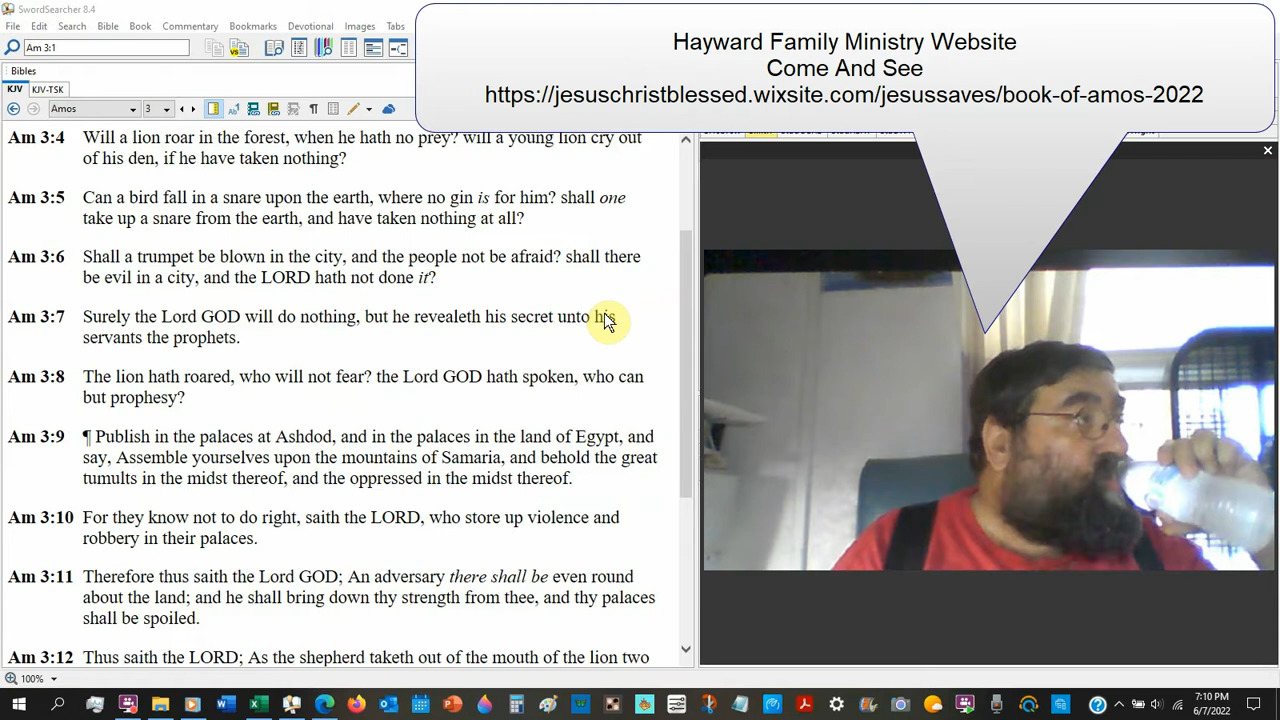 SwordSearcher 8.4
File Edit Search Bible Book Commentary Bookmarks Devotional Images Tabs
Am 3:1
Bibles
KJV KJV-TSK
Amos 3
Hayward Family Ministry Website
Come And See
https://jesuschristblessed.wixsite.com/jesussaves/book-of-amos-2022
Am 3:4 Will a lion roar in the forest, when he hath no prey? will a young lion cry out
of his den, if he have taken nothing?
Am 3:5 Can a bird fall in a snare upon the earth, where no gin is for him? shall one
take up a snare from the earth, and have taken nothing at all?
Am 3:6 Shall a trumpet be blown in the city, and the people not be afraid? shall there
be evil in a city, and the LORD hath not done it?
Am 3:7 Surely the Lord GOD will do nothing, but he revealeth his secret unto his
servants the prophets.
Am 3:8 The lion hath roared, who will not fear? the Lord GOD hath spoken, who can
but prophesy?
Am 3:9 ¶ Publish in the palaces at Ashdod, and in the palaces in the land of Egypt, and
say, Assemble yourselves upon the mountains of Samaria, and behold the great
tumults in the midst thereof, and the oppressed in the midst thereof.
Am 3:10 For they know not to do right, saith the LORD, who store up violence and
robbery in their palaces.
Am 3:11 Therefore thus saith the Lord GOD; An adversary there shall be even round
about the land; and he shall bring down thy strength from thee, and thy palaces
shall be spoiled.
Am 3:12 Thus saith the LORD; As the shepherd taketh out of the mouth of the lion two
100%
7:10 PM
6/7/2022